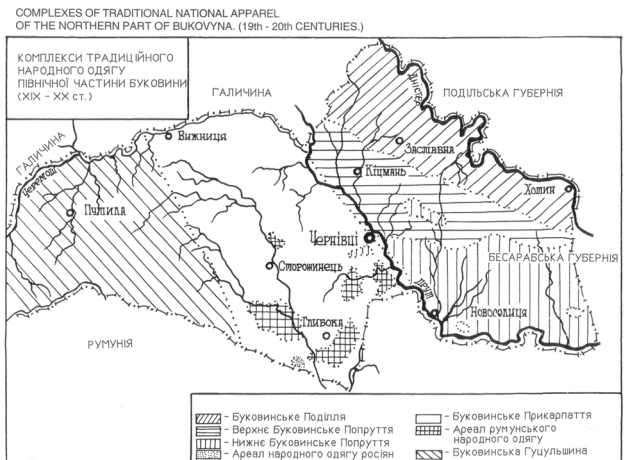 COMPLEXES OF TRADITIONAL NATIONAL APPAREL
OF THE NORTHERN PART OF BUKOVYNA. (19th - 20th CENTURIES.)
КОМПЛЕКСИ ТРАДИЦІЙНОГО
НАРОДНОГО ОДЯГУ
ПІВНІЧНОЇ ЧАСТИНИ БУКОВИНИ
(XIX – XX ст.)
ГАЛИЧИНА
ДНІСТЕР
ПОДІЛЬСЬКА ГУБЕРНІЯ
ГАЛИЧИНА
Вижниця
Заставна
Черемош
Кіцмань
Хотин
Путила
Чернівці
БЕСАРАБСЬКА ГУБЕРНІЯ
Сторожинець
ПРУТ
Новоселиця
Глибока
РУМУНІЯ
– Буковинське Поділля
– Верхнє Буковинське Попруття
– Нижнє Буковинське Попруття
– Ареал народного одягу росіян
– Буковинське Прикарпаття
– Ареал румунського
народного одягу
– Буковинська Гуцульшина